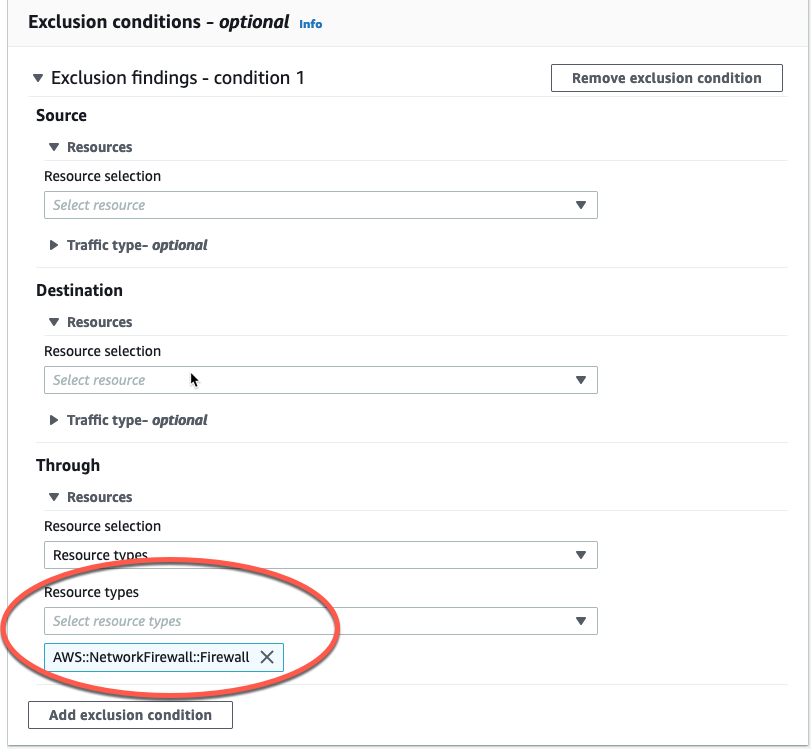 Exclusion conditions - optional Info
Exclusion findings - condition 1
Remove exclusion condition
Source
Resources
Resource selection
Select resource
Traffic type- optional
Destination
Resources
Resource selection
Select resource
Traffic type- optional
Through
Resources
Resource selection
Resource types
Resource types
Select resource types
AWS::NetworkFirewall::Firewall
Add exclusion condition